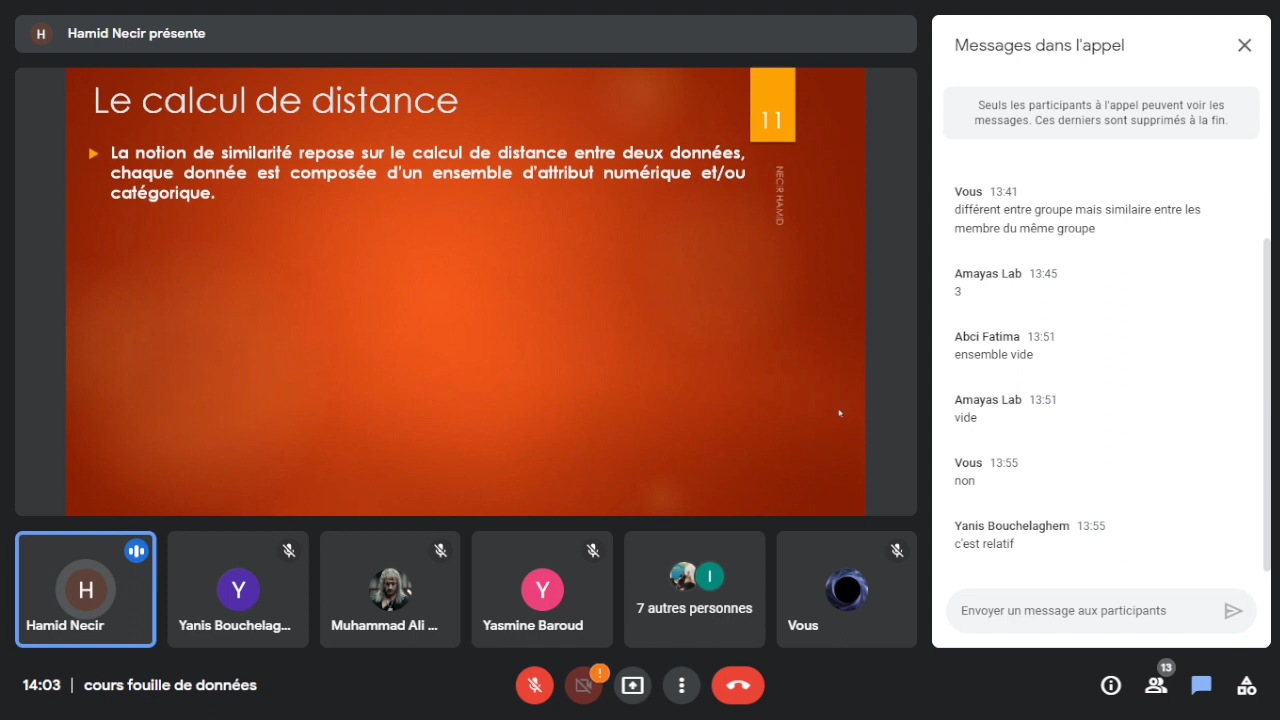 H
Hamid Necir présente
Le calcul de distance
11
La notion de similarité repose sur le calcul de distance entre deux données,
chaque donnée est composée d'un ensemble d'attribut numérique et/ou
catégorique.
NECIR HAMID
H
Hamid Necir
Y
Yanis Bouchelag...
Muhammad Ali ...
Y
Yasmine Baroud
I
7 autres personnes
Vous
14:03 | cours fouille de données
!
13
Messages dans l'appel
Seuls les participants à l'appel peuvent voir les
messages. Ces derniers sont supprimés à la fin.
Vous 13:41
différent entre groupe mais similaire entre les
membre du même groupe
Amayas Lab 13:45
3
Abci Fatima 13:51
ensemble vide
Amayas Lab 13:51
vide
Vous 13:55
non
Yanis Bouchelaghem 13:55
c'est relatif
Envoyer un message aux participants